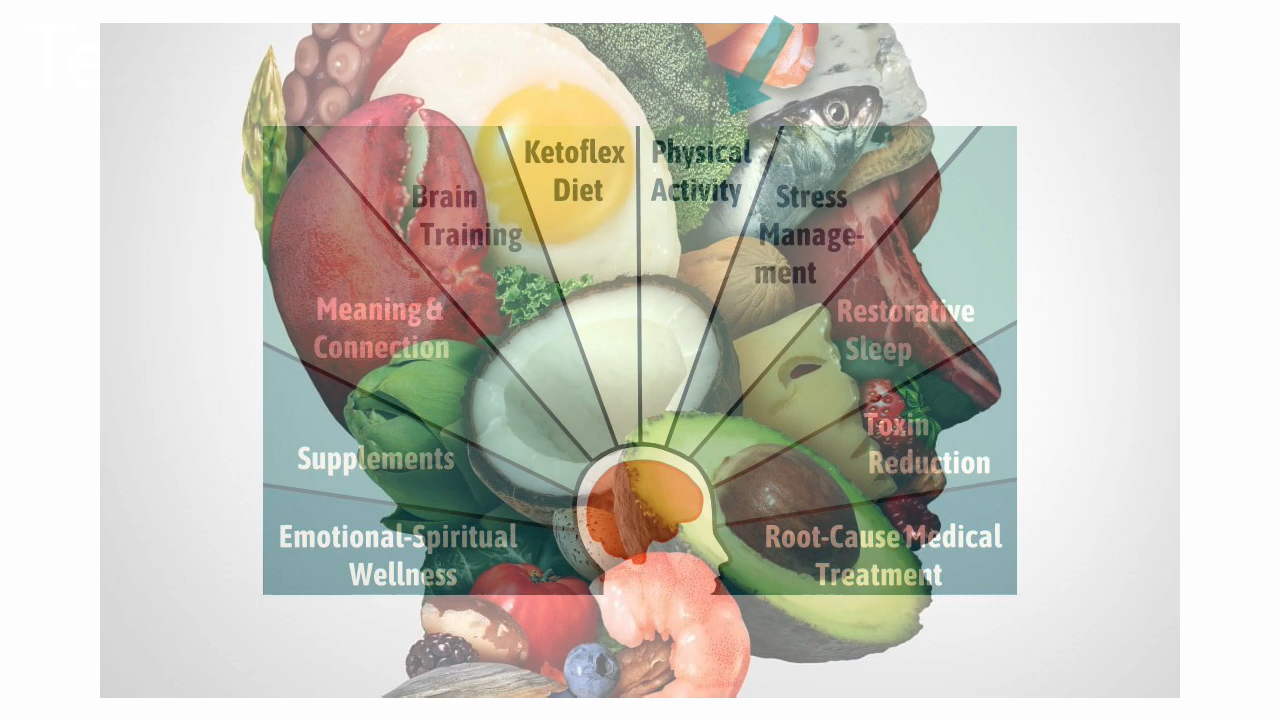 Te
Ketoflex
Diet
Physical
Activity
Brain
Training
Stress
Manage-
ment
Meaning &
Connection
Restorative
Sleep
Supplements
Toxin
Reduction
Emotional-Spiritual
Wellness
Root-Cause Medical
Treatment